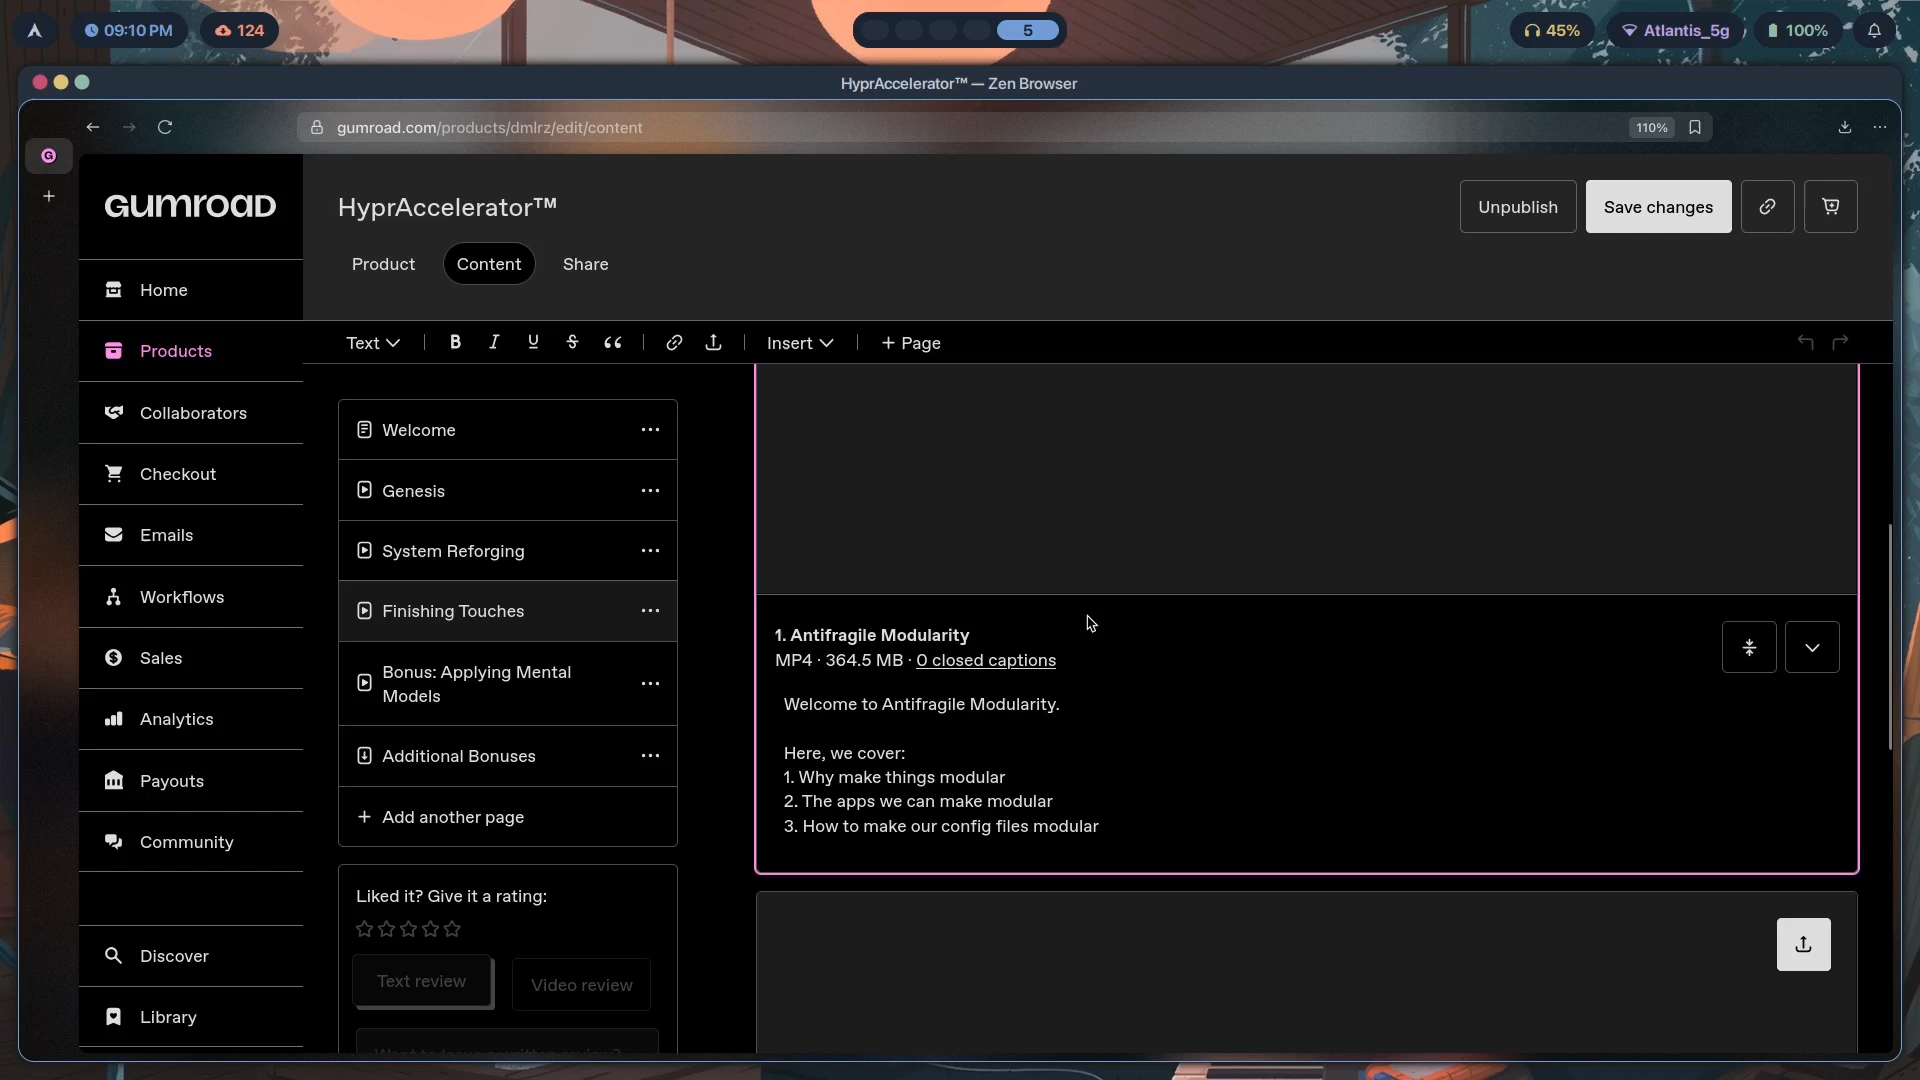 09:10 PM
124
5
45%
Atlantis_5g
100%
HyprAccelerator™ — Zen Browser
gumroad.com/products/dmlrz/edit/content
110%
G
GUMROAD
HyprAccelerator™
Unpublish
Save changes
Product
Content
Share
Home
Products
Collaborators
Checkout
Emails
Workflows
Sales
Analytics
Payouts
Community
Discover
Library
Text
B
I
U
S
Insert
+ Page
Welcome
Genesis
System Reforging
Finishing Touches
Bonus: Applying Mental
Models
Additional Bonuses
+ Add another page
Liked it? Give it a rating:
Text review
Video review
1. Antifragile Modularity
MP4 · 364.5 MB · 0 closed captions
Welcome to Antifragile Modularity.
Here, we cover:
1. Why make things modular
2. The apps we can make modular
3. How to make our config files modular